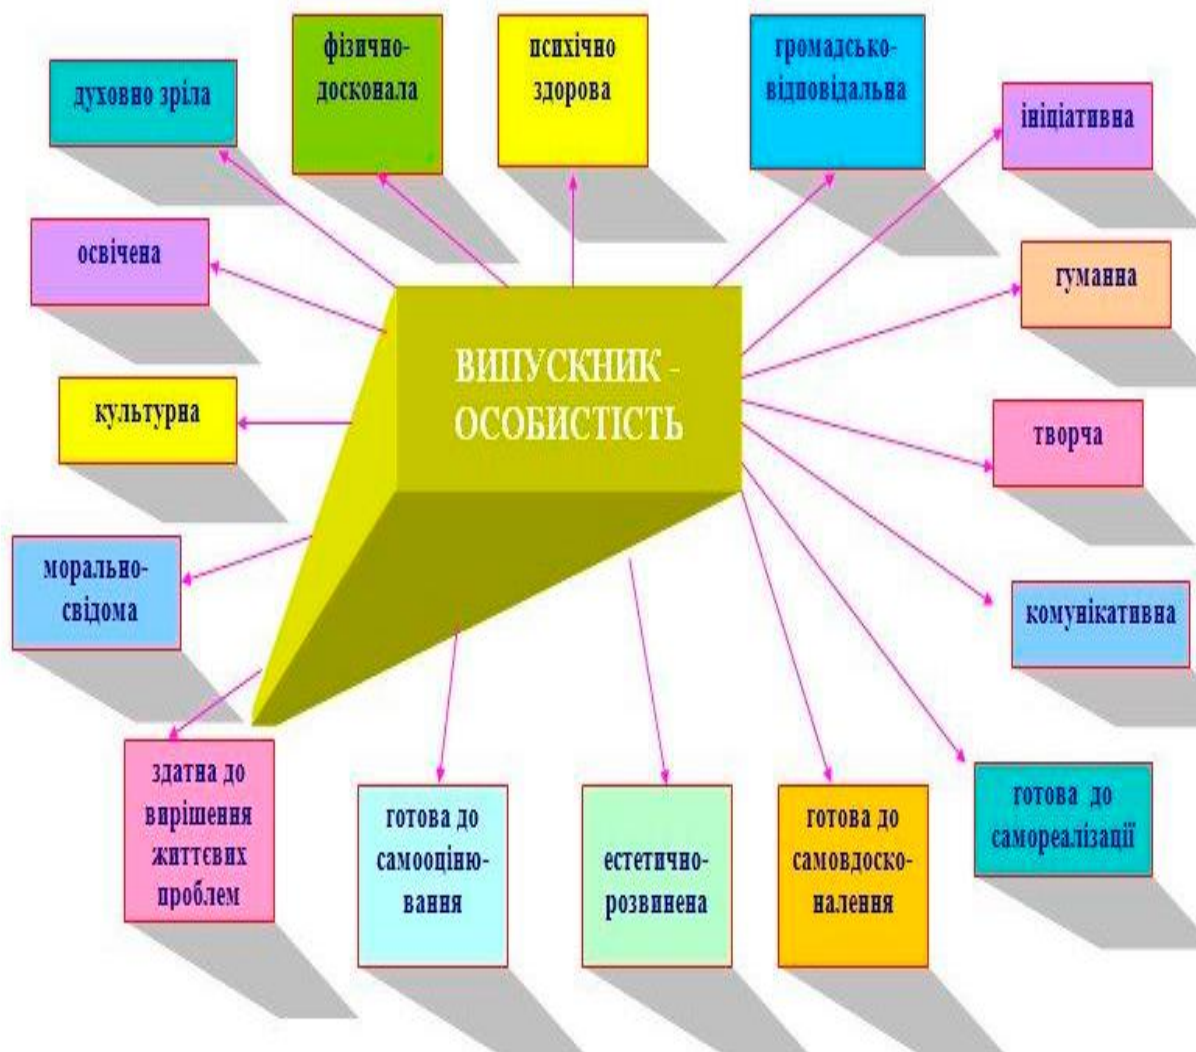 духовно зріла
фізично-
досконала
психічно
здорова
громадсько-
відповідальна
ініціативна
освічена
гуманна
ВИПУСКНИК -
ОСОБИСТІСТЬ
культурна
творча
морально-
свідома
комунікативна
здатна до
вирішення
життєвих
проблем
готова до
самооціню-
вання
естетично-
розвинена
готова до
самовдоско-
налення
готова до
самореалізації